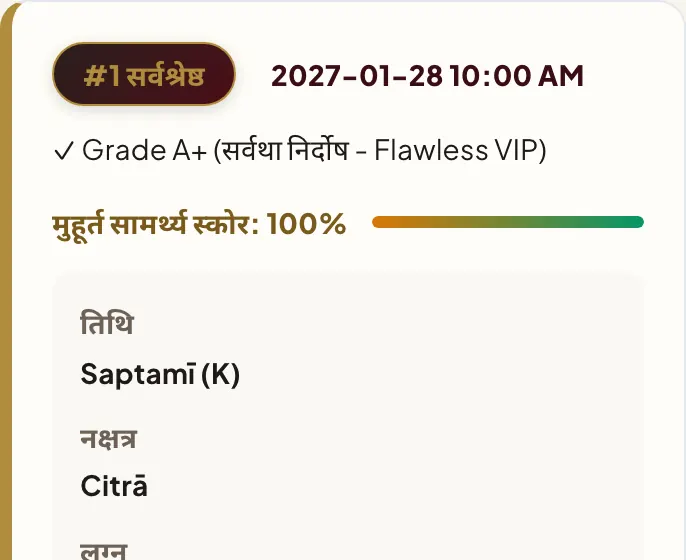 #1 सर्वश्रेष्ठ 2027-01-28 10:00 AM
✓ Grade A+ (सर्वथा निर्दोष - Flawless VIP)
मुहूर्त सामर्थ्य स्कोर: 100%
तिथि
Saptamī (K)
नक्षत्र
Citrā
लग्न